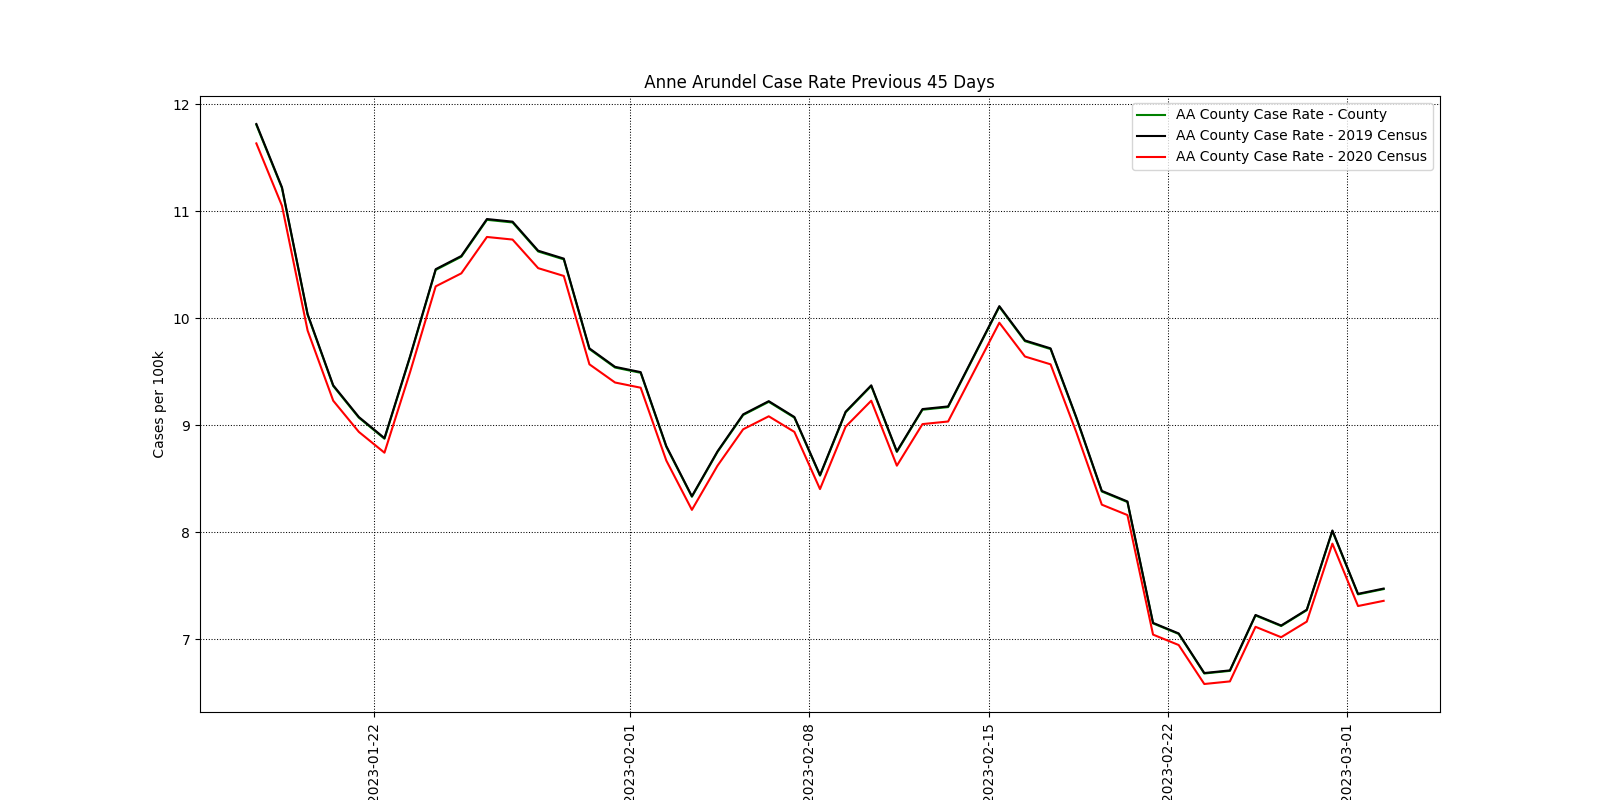 Anne Arundel Case Rate Previous 45 Days
AA County Case Rate - County
AA County Case Rate - 2019 Census
AA County Case Rate - 2020 Census
Cases per 100k
12
11
10
9
8
7
2023-01-22
2023-02-01
2023-02-08
2023-02-15
2023-02-22
2023-03-01